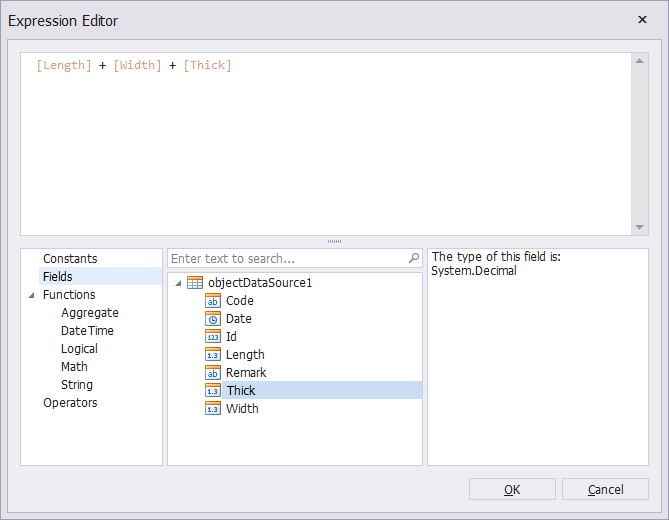 Expression Editor
[Length] + [Width] + [Thick]
Constants
Fields
Functions
Aggregate
DateTime
Logical
Math
String
Operators
Enter text to search...
objectDataSource1
ab Code
Date
123 Id
1.3 Length
ab Remark
1.3 Thick
1.3 Width
The type of this field is:
System.Decimal
OK
Cancel